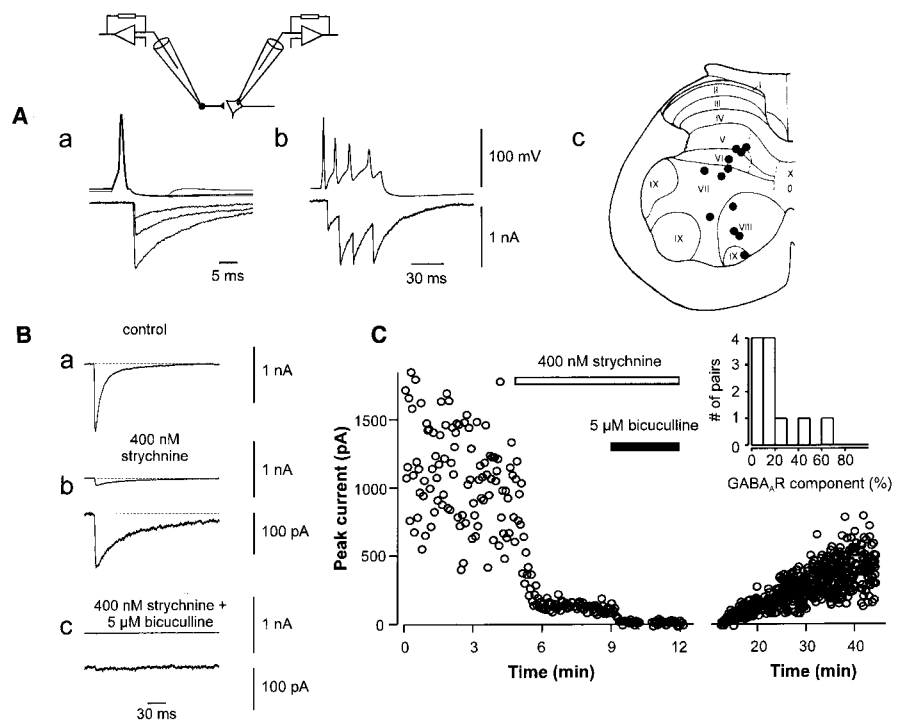 A
a
b
100 mV
1 nA
5 ms
30 ms
c
II
III
IV
V
VI
X
0
IX
VII
VIII
IX
IX
B
control
a
1 nA
400 nM
strychnine
b
1 nA
100 pA
400 nM strychnine +
5 μM bicuculline
c
1 nA
100 pA
30 ms
C
400 nM strychnine
5 μM bicuculline
Peak current (pA)
1500
1000
500
0
0 3 6 9 12
Time (min)
20 30 40
Time (min)
# of pairs
4
3
2
1
0
0 20 40 60 80
GABAAR component (%)